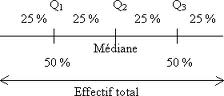 Q1 Q2 Q3
25 % 25 % 25 % 25 %
Médiane
50 % 50 %
Effectif total